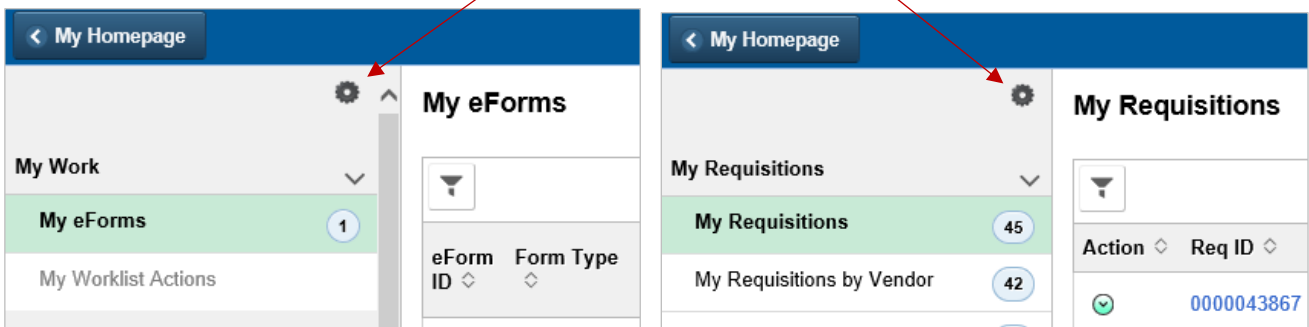 My Homepage
My eForms
My Work
My eForms 1
My Worklist Actions
eForm ID Form Type
My Homepage
My Requisitions
My Requisitions
My Requisitions 45
My Requisitions by Vendor 42
Action Req ID
0000043867